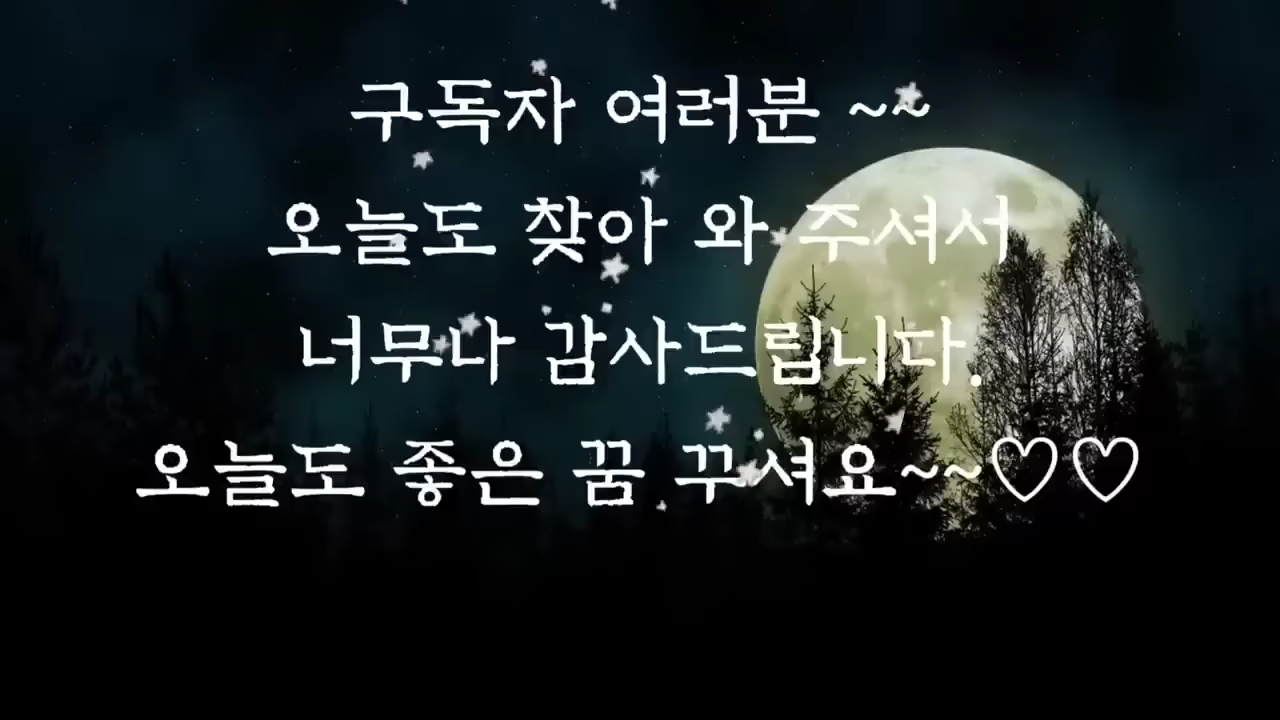 구독자 여러분 ~~
오늘도 찾아 와 주셔서
너무나 감사드립니다.
오늘도 좋은 꿈 꾸셔요~~♡♡